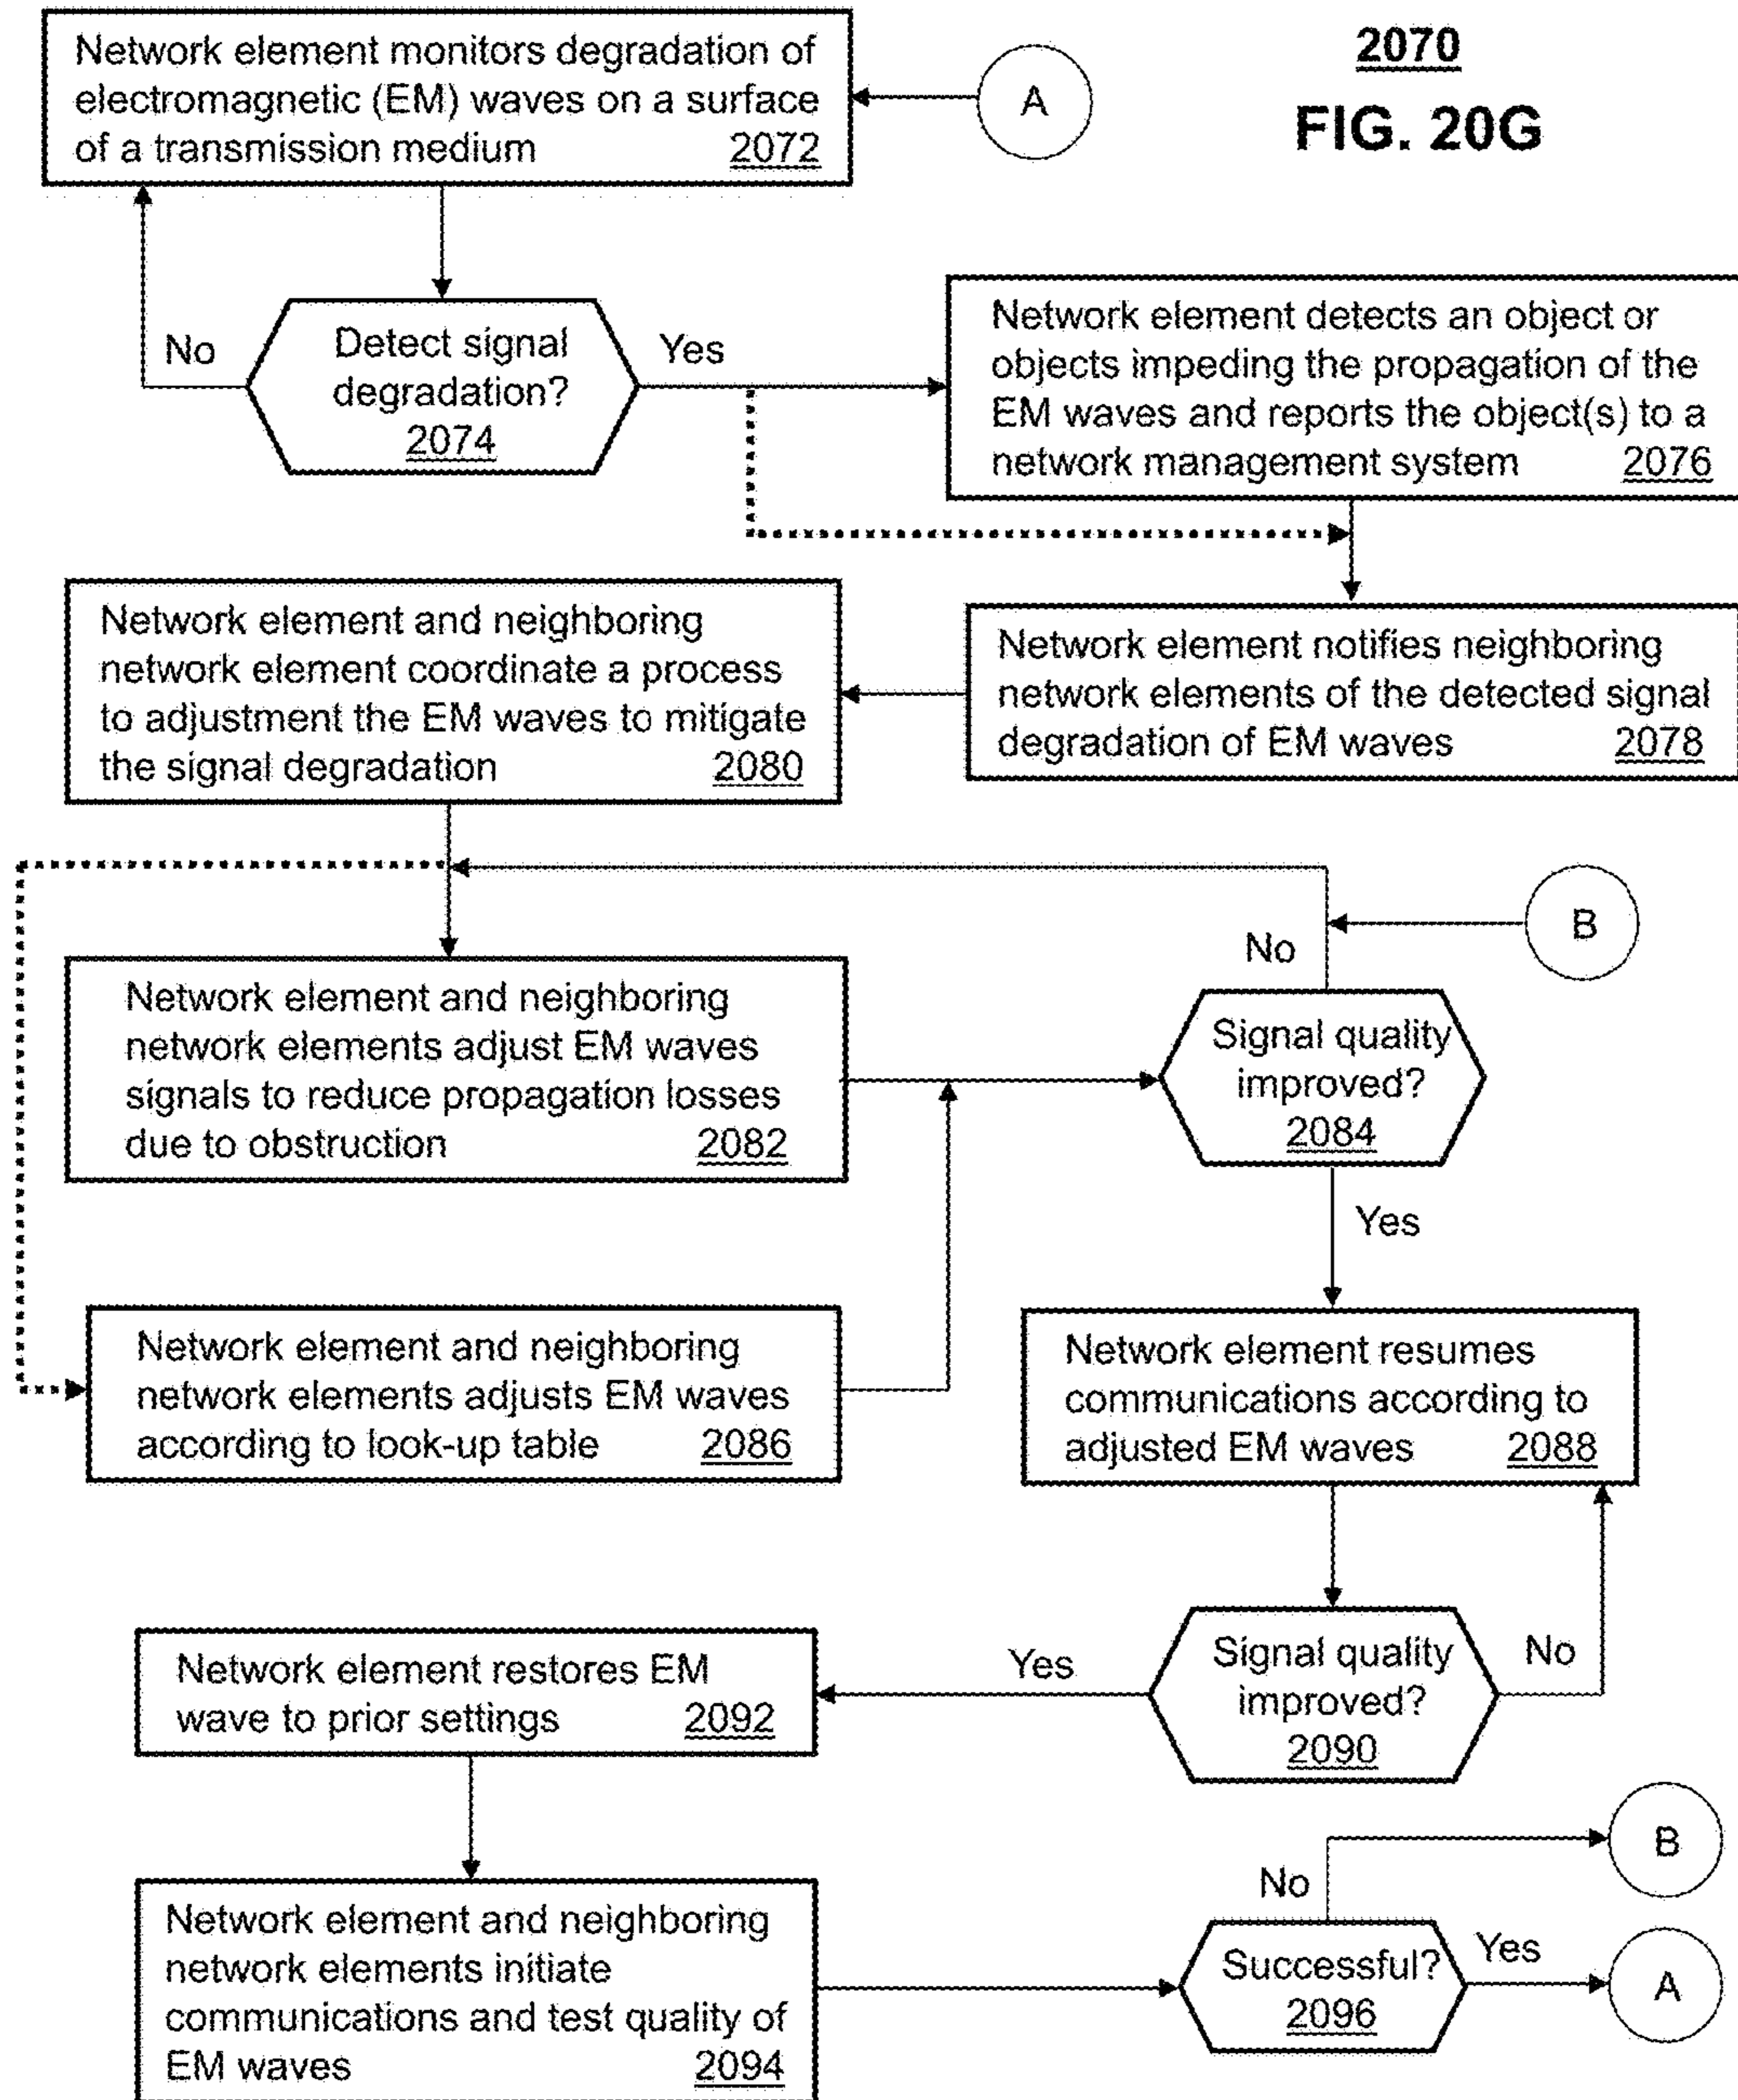 2070
FIG. 20G
Network element monitors degradation of
electromagnetic (EM) waves on a surface
of a transmission medium 2072
A
No
Detect signal
degradation?
2074
Yes
Network element detects an object or
objects impeding the propagation of the
EM waves and reports the object(s) to a
network management system 2076
Network element notifies neighboring
network elements of the detected signal
degradation of EM waves 2078
Network element and neighboring
network element coordinate a process
to adjustment the EM waves to mitigate
the signal degradation 2080
Network element and neighboring
network elements adjust EM waves
signals to reduce propagation losses
due to obstruction 2082
B
No
Signal quality
improved?
2084
Yes
Network element and neighboring
network elements adjusts EM waves
according to look-up table 2086
Network element resumes
communications according to
adjusted EM waves 2088
Signal quality
improved?
2090
No
Yes
Network element restores EM
wave to prior settings 2092
Network element and neighboring
network elements initiate
communications and test quality of
EM waves 2094
Successful?
2096
No
B
Yes
A